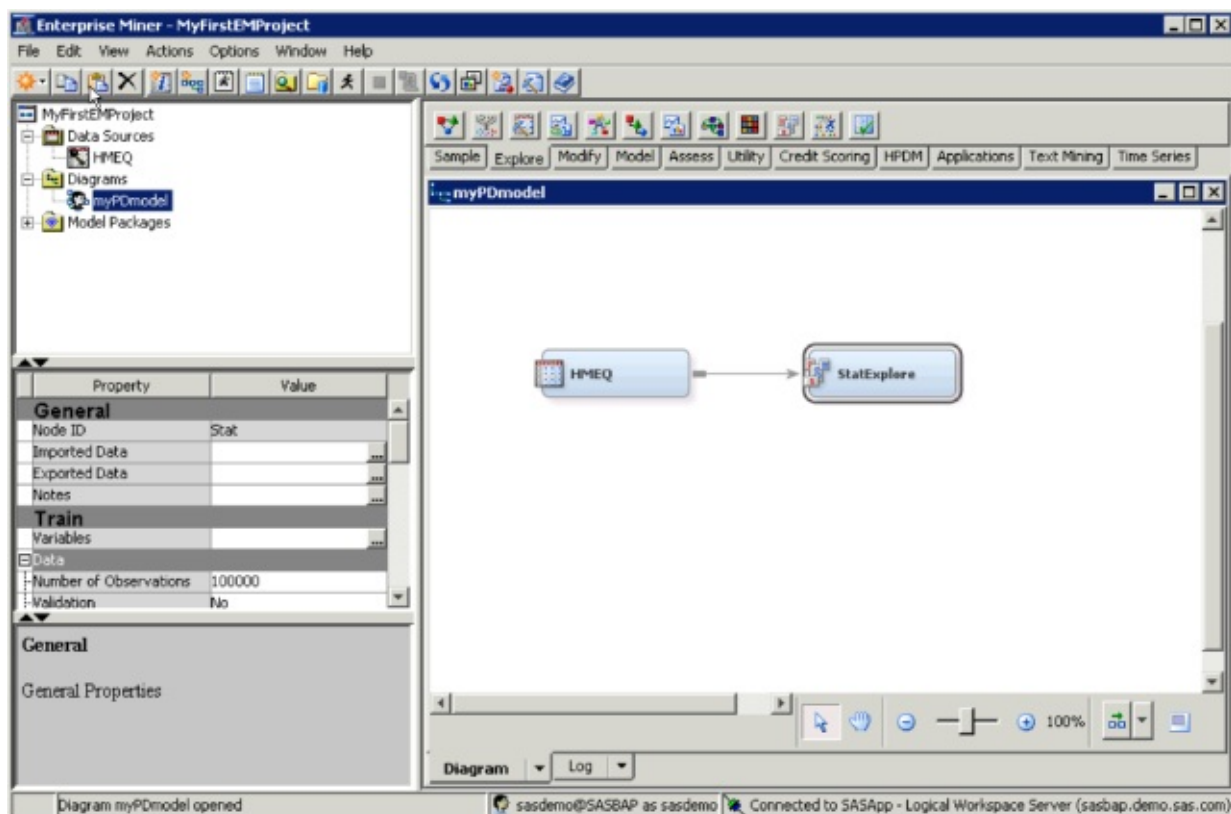 Enterprise Miner - MyFirstEMProject
File Edit View Actions Options Window Help
MyFirstEMProject
Data Sources
HMEQ
Diagrams
myPDmodel
Model Packages
Sample Explore Modify Model Assess Utility Credit Scoring HPDM Applications Text Mining Time Series
myPDmodel
HMEQ
StatExplore
Property Value
General
Node ID Stat
Imported Data ...
Exported Data ...
Notes ...
Train
Variables ...
Data
Number of Observations 100000
Validation No
General
General Properties
100%
Diagram Log
Diagram myPDmodel opened
sasdemo@SASBAP as sasdemo
Connected to SASApp - Logical Workspace Server (sasbap.demo.sas.com)